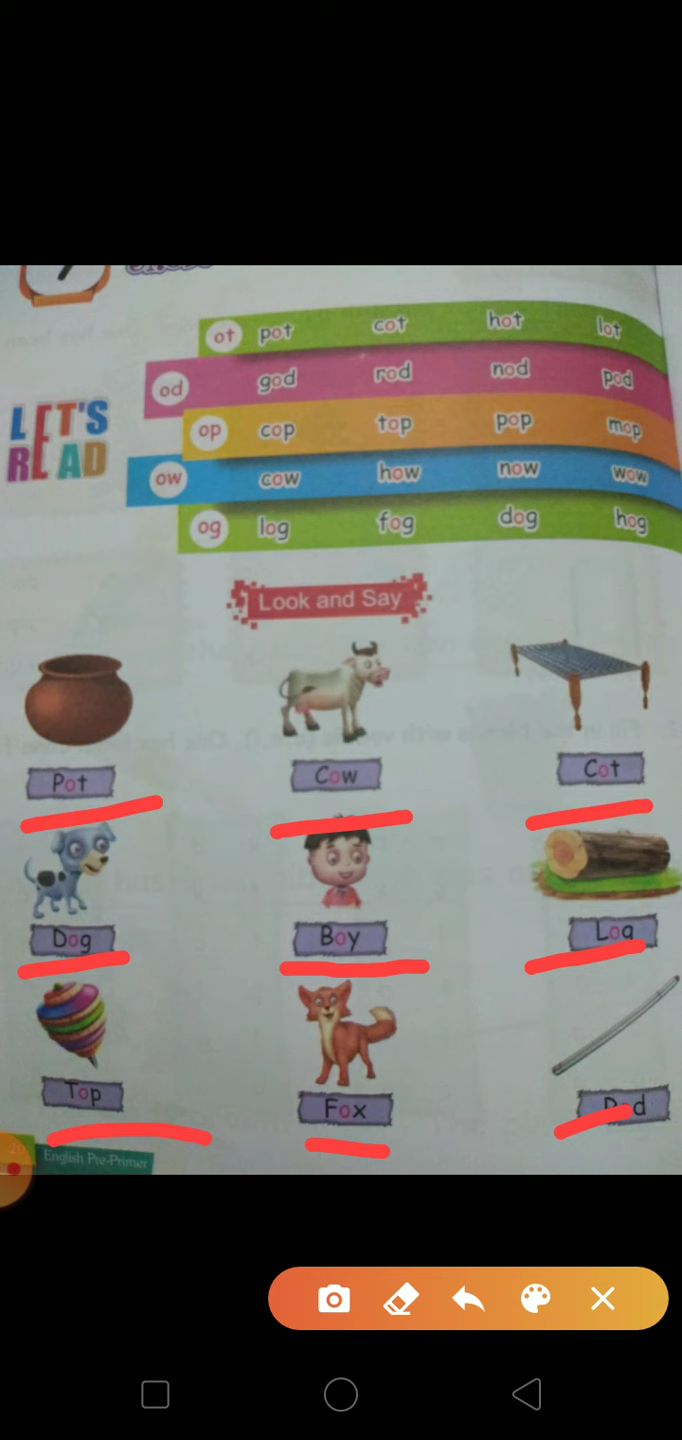 ot pot cot hot lot
od god rod nod pod
LET'S
READ
op cop top pop mop
ow cow how now wow
og log fog dog hog
Look and Say
Pot Cow Cot
Dog Boy Log
Top Fox
20 English Pre-Primer